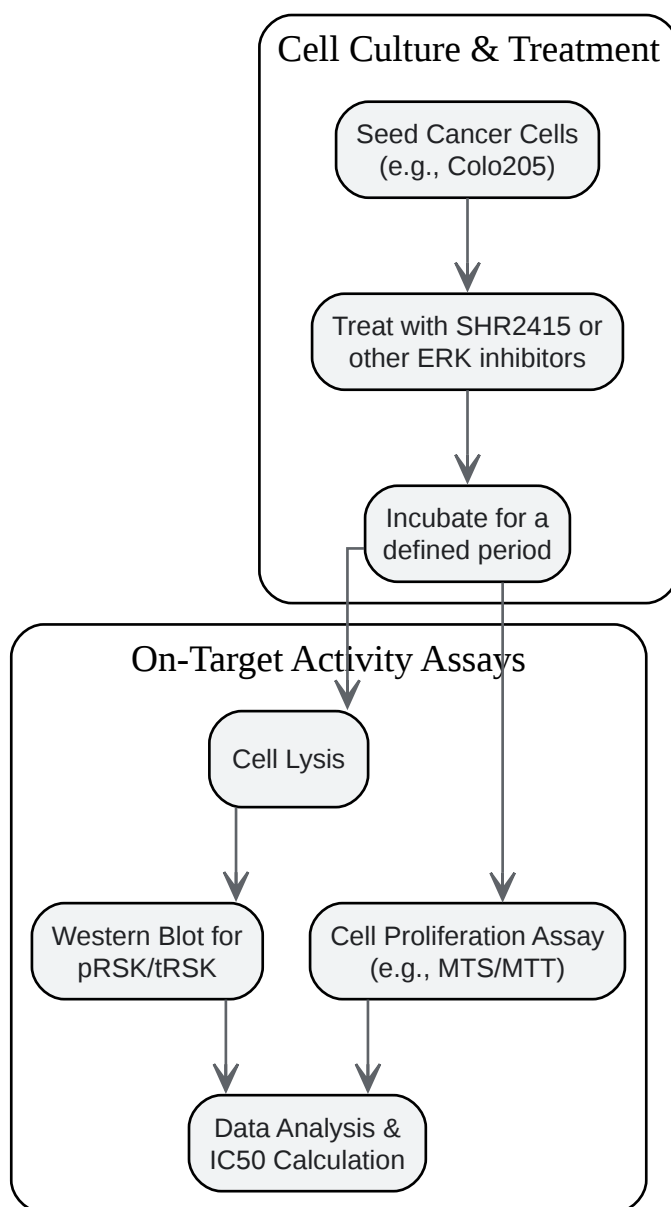 Cell Culture & Treatment
Seed Cancer Cells
(e.g., Colo205)
Treat with SHR2415 or
other ERK inhibitors
Incubate for a
defined period
On-Target Activity Assays
Cell Lysis
Western Blot for
pRSK/tRSK
Cell Proliferation Assay
(e.g., MTS/MTT)
Data Analysis &
IC50 Calculation